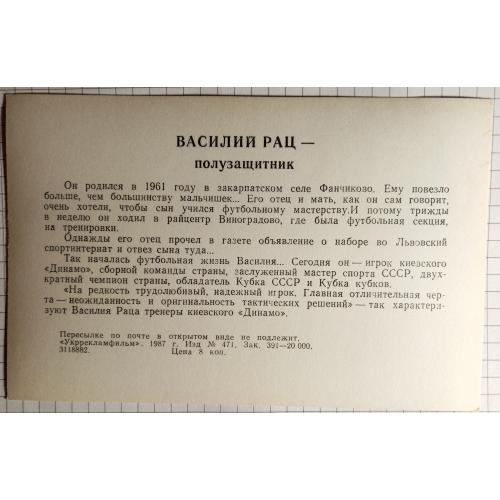 ВАСИЛИЙ РАЦ —
полузащитник
Он родился в 1961 году в закарпатском селе Фанчиково. Ему повезло
больше, чем большинству мальчишек... Его отец и мать, как он сам говорит,
очень хотели, чтобы сын учился футбольному мастерству.И потому трижды
в неделю он ходил в райцентр Виноградово, где была футбольная секция,
на тренировки.
Однажды его отец прочел в газете объявление о наборе во Львовский
спортинтернат и отвез сына туда...
Так началась футбольная жизнь Василия... Сегодня он — игрок киевского
«Динамо», сборной команды страны, заслуженный мастер спорта СССР, двух-
кратный чемпион страны, обладатель Кубка СССР и Кубка кубков.
«На редкость трудолюбивый, надежный игрок. Главная отличительная чер-
та — неожиданность и оригинальность тактических решений» — так характери-
зуют Василия Раца тренеры киевского «Динамо».
Пересылке по почте в открытом виде не подлежит.
«Укррекламфильм». 1987 г. Изд № 471. Зак. 391—20 000.
3118882. Цена 8 коп.